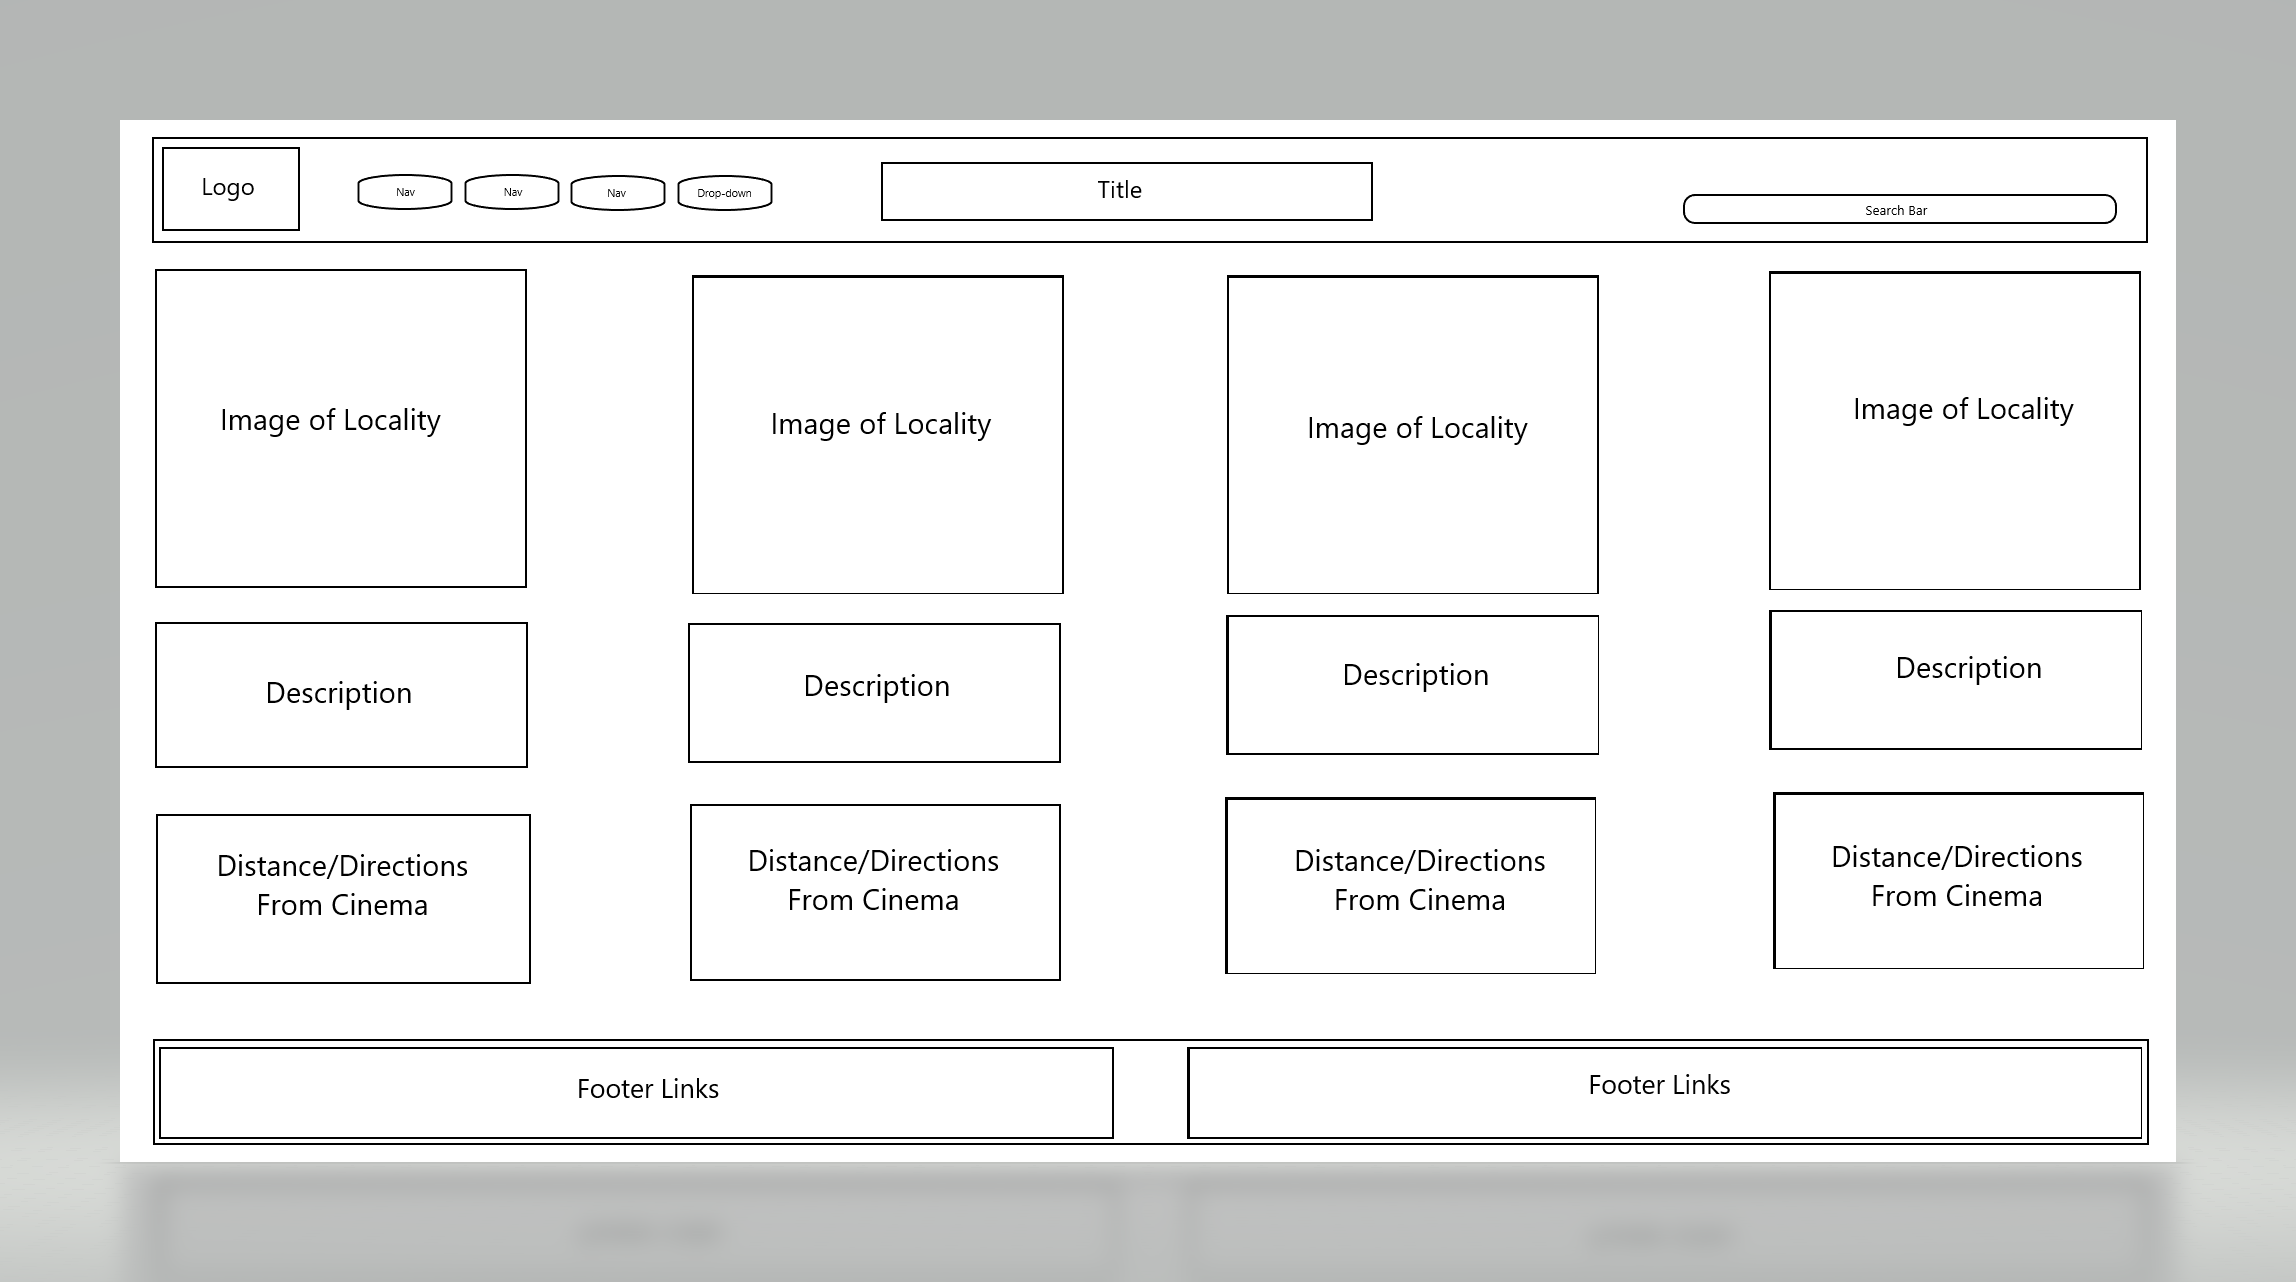 Logo
Nav
Nav
Nav
Drop-down
Title
Search Bar
Image of Locality
Image of Locality
Image of Locality
Image of Locality
Description
Description
Description
Description
Distance/Directions
From Cinema
Distance/Directions
From Cinema
Distance/Directions
From Cinema
Distance/Directions
From Cinema
Footer Links
Footer Links